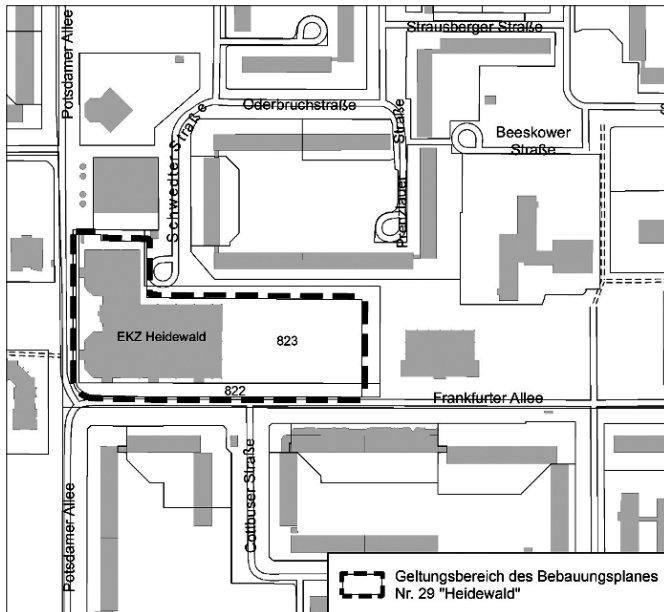 Potsdamer Allee
Strausberger Straße
Oderbruchstraße
Schwedter Straße
Prenzlauer Straße
Beeskower
Straße
EKZ Heidewald
823
822
Frankfurter Allee
Potsdamer Allee
Cottbuser Straße
Geltungsbereich des Bebauungsplanes
Nr. 29 "Heidewald"